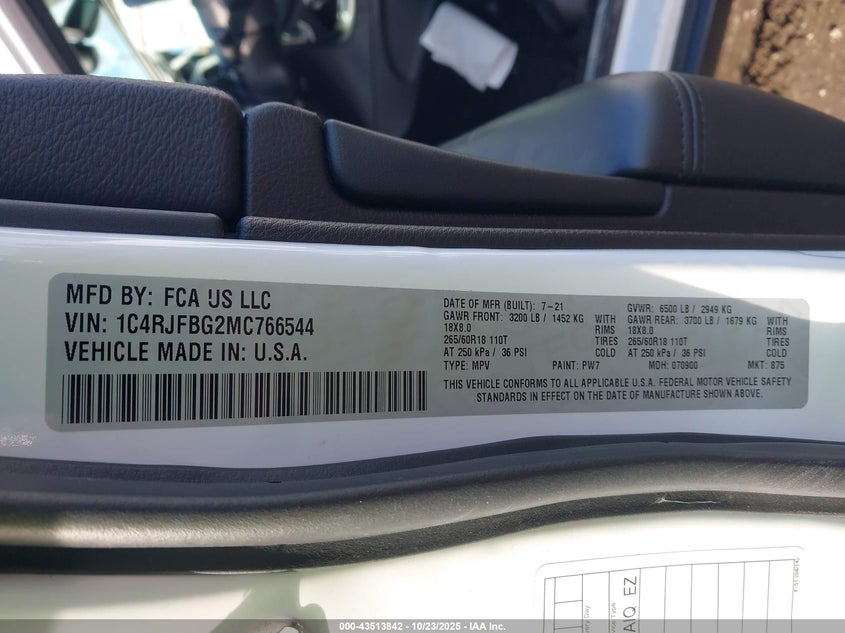 MFD BY: FCA US LLC
VIN: 1C4RJFBG2MC766544
VEHICLE MADE IN: U.S.A.
DATE OF MFR (BUILT): 7-21
GAWR FRONT: 3200 LB / 1452 KG WITH
18X8.0 RIMS
265/60R18 110T TIRES
AT 250 kPa / 36 PSI COLD
TYPE: MPV PAINT: PW7
GVWR: 6500 LB / 2949 KG
GAWR REAR: 3700 LB / 1679 KG WITH
18X8.0 RIMS
265/60R18 110T TIRES
AT 250 kPa / 36 PSI COLD
MDH: 070900 MKT: 875
THIS VEHICLE CONFORMS TO ALL APPLICABLE U.S.A. FEDERAL MOTOR VEHICLE SAFETY
STANDARDS IN EFFECT ON THE DATE OF MANUFACTURE SHOWN ABOVE.
AIQ EZ
000-43513842 - 10/23/2025 - IAA Inc.